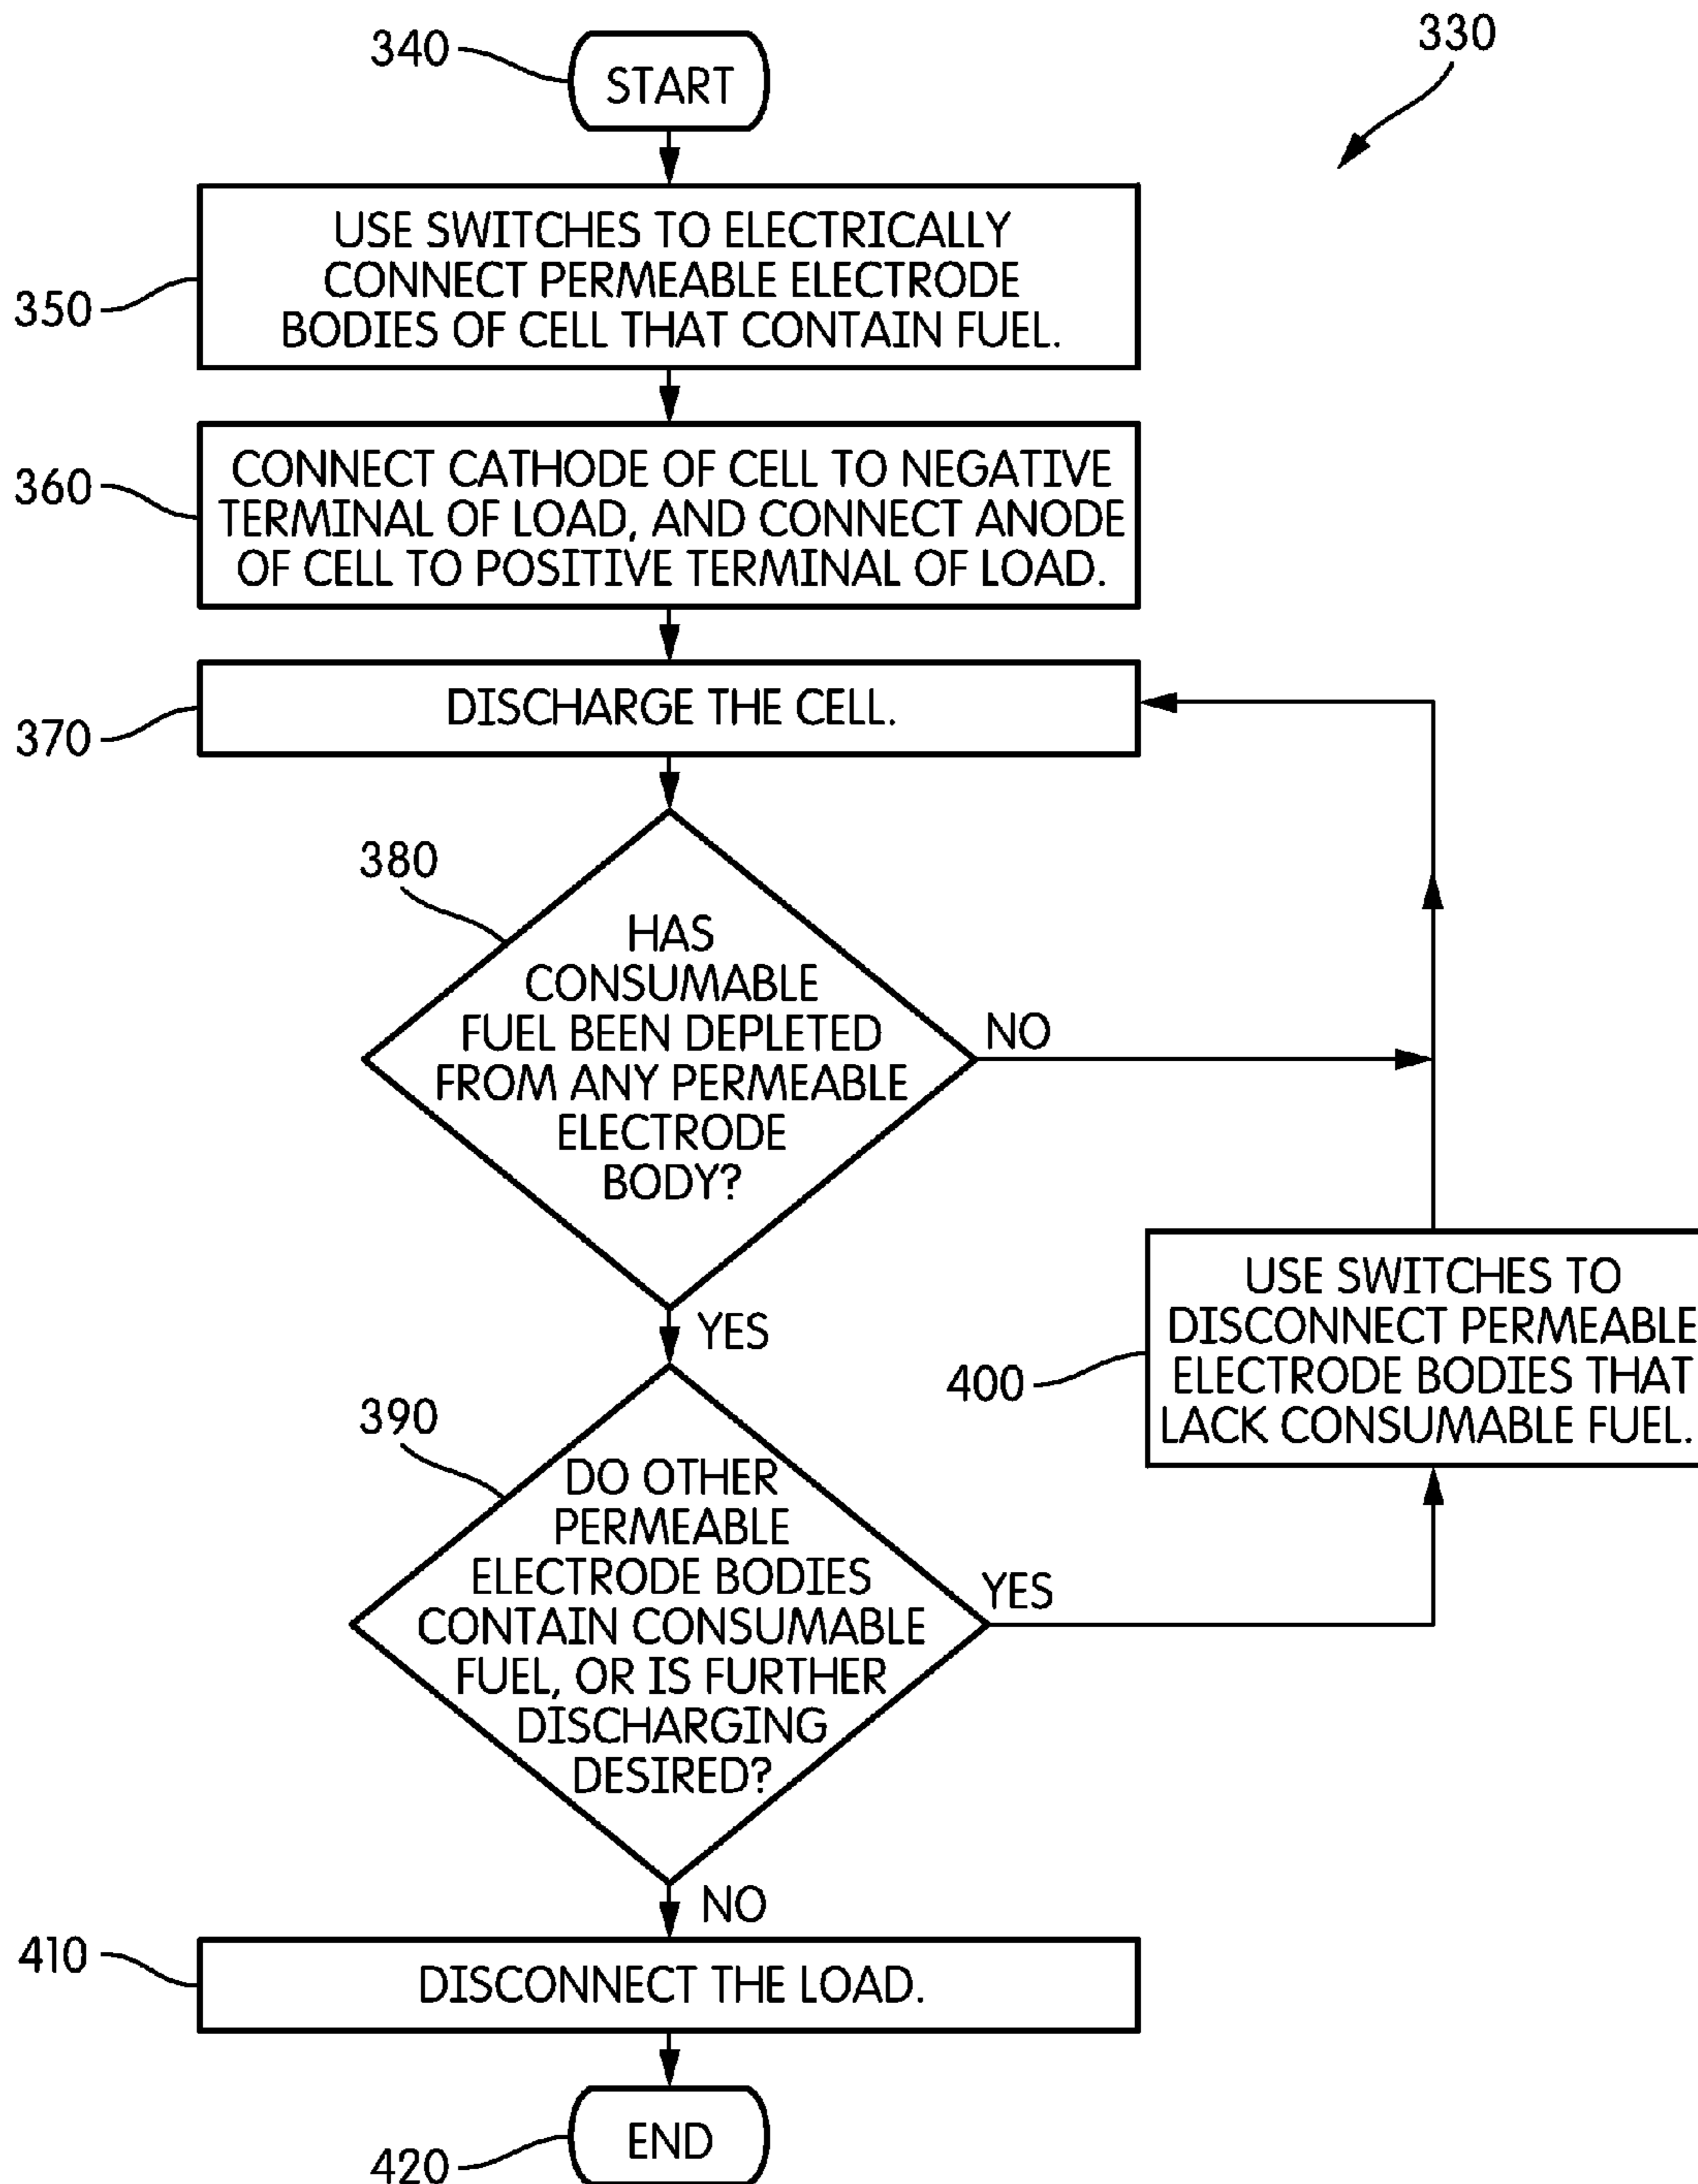 330
340
START
350
USE SWITCHES TO ELECTRICALLY
CONNECT PERMEABLE ELECTRODE
BODIES OF CELL THAT CONTAIN FUEL.
360
CONNECT CATHODE OF CELL TO NEGATIVE
TERMINAL OF LOAD, AND CONNECT ANODE
OF CELL TO POSITIVE TERMINAL OF LOAD.
370
DISCHARGE THE CELL.
380
HAS
CONSUMABLE
FUEL BEEN DEPLETED
FROM ANY PERMEABLE
ELECTRODE
BODY?
NO
YES
390
DO OTHER
PERMEABLE
ELECTRODE BODIES
CONTAIN CONSUMABLE
FUEL, OR IS FURTHER
DISCHARGING
DESIRED?
YES
400
USE SWITCHES TO
DISCONNECT PERMEABLE
ELECTRODE BODIES THAT
LACK CONSUMABLE FUEL.
NO
410
DISCONNECT THE LOAD.
420
END